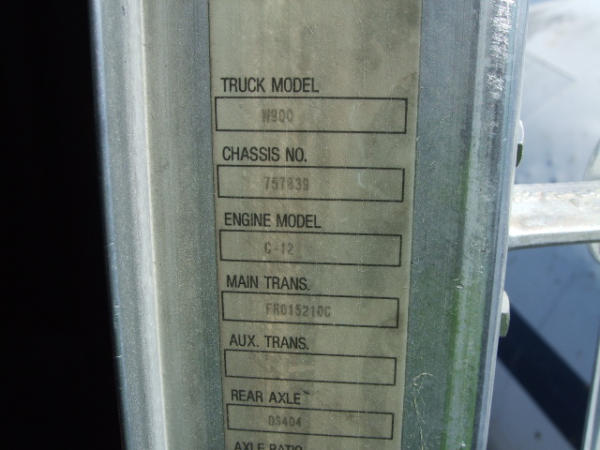 TRUCK MODEL
W900
CHASSIS NO.
757839
ENGINE MODEL
C-12
MAIN TRANS.
FRO15210C
AUX. TRANS.
REAR AXLE
DS404
AXLE RATIO